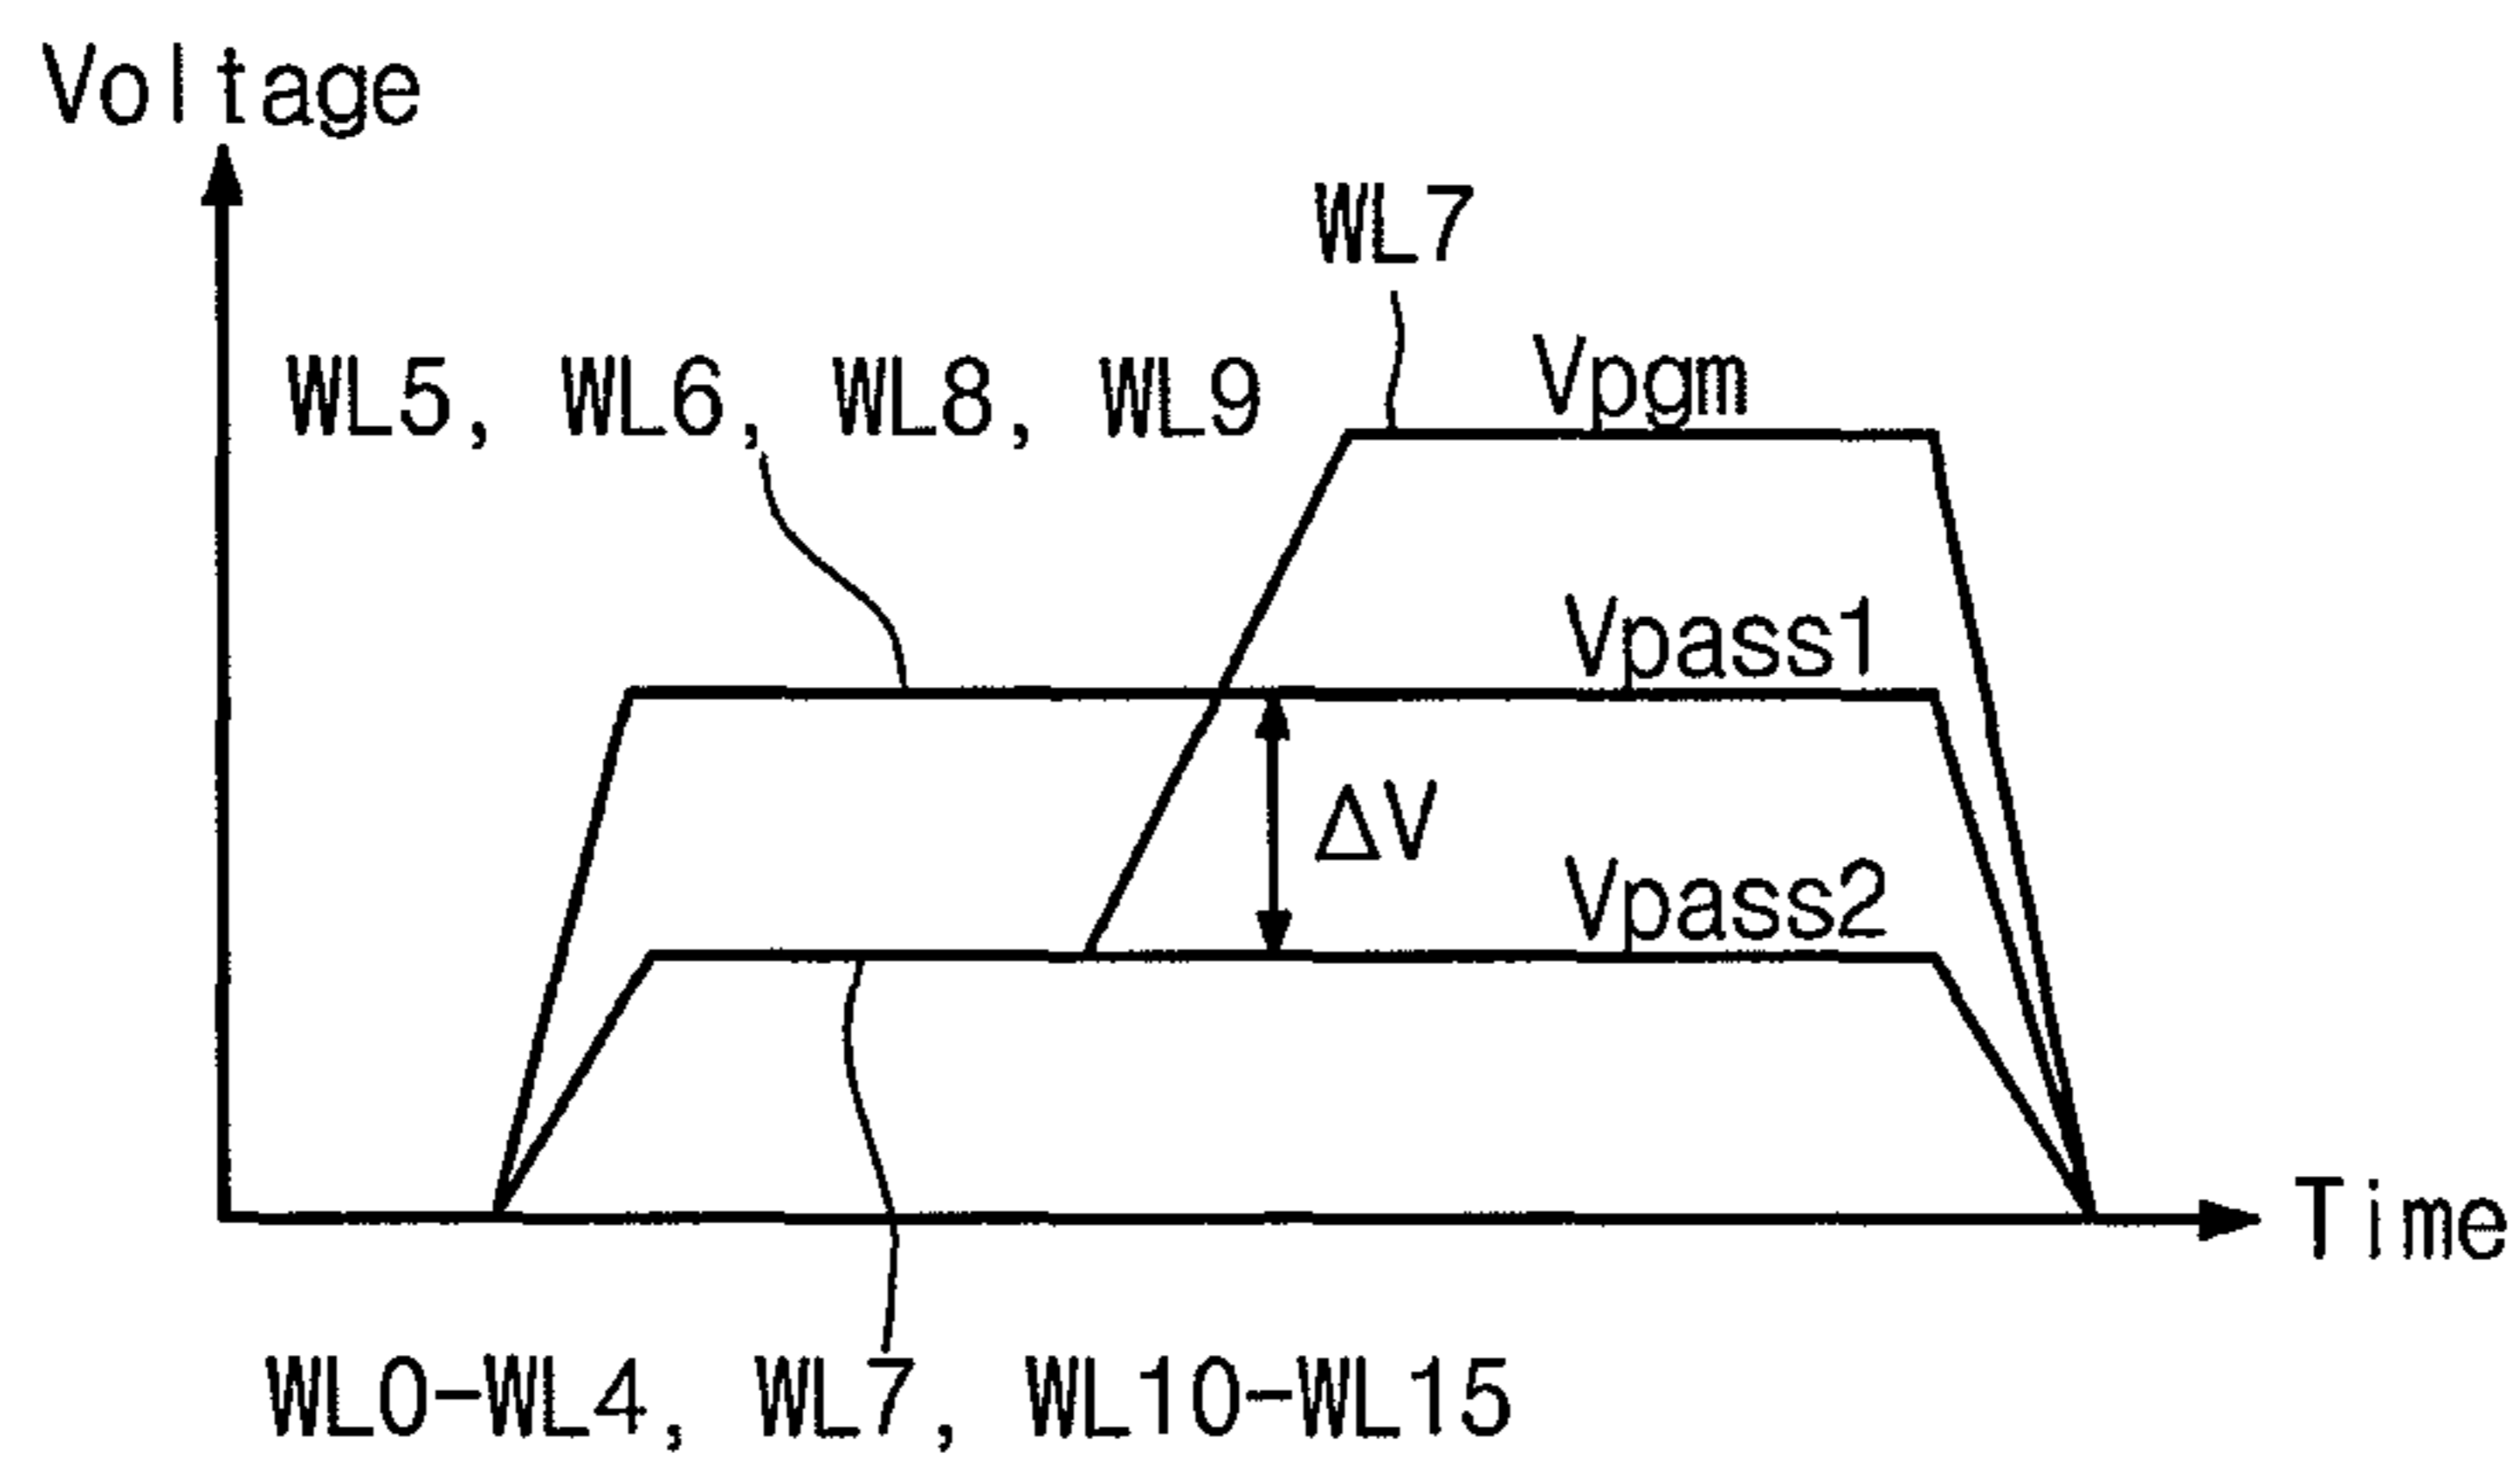 Voltage
WL7
WL5, WL6, WL8, WL9
Vpgm
Vpass1
ΔV
Vpass2
Time
WL0-WL4, WL7, WL10-WL15